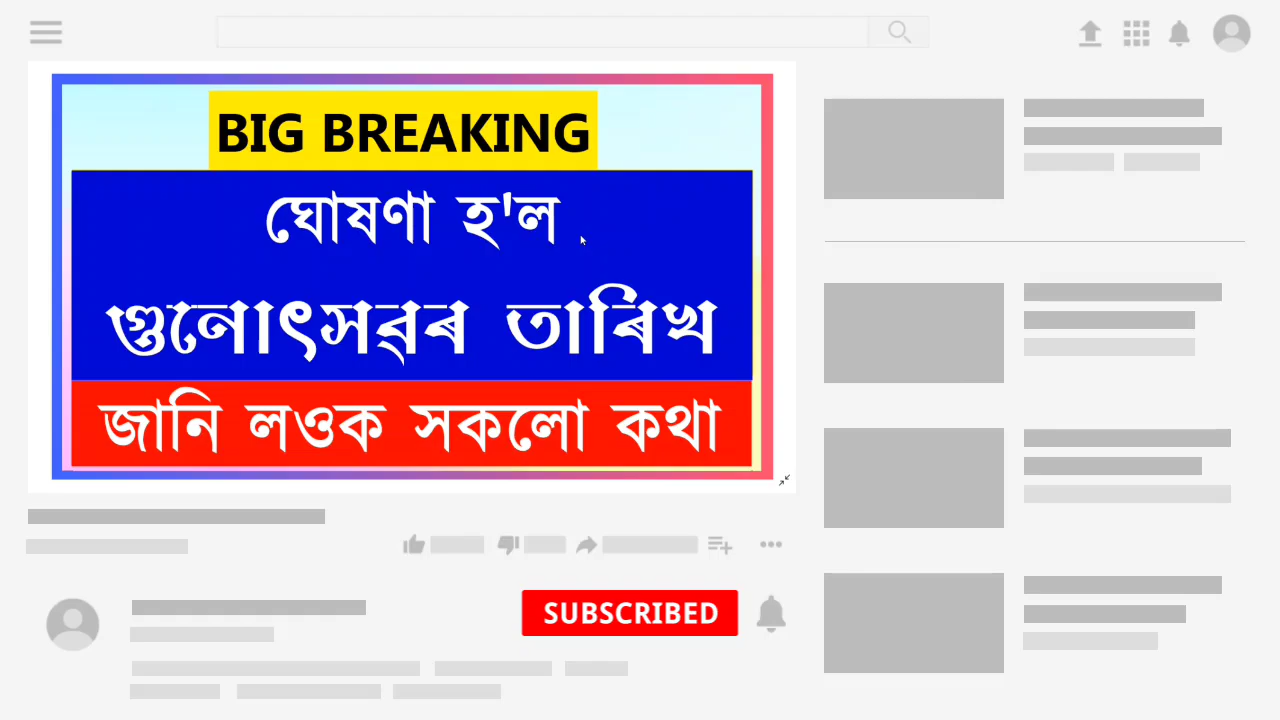 BIG BREAKING
ঘোষণা হ'ল .
গুনোৎসৱৰ তাৰিখ
জানি লওক সকলো কথা
SUBSCRIBED